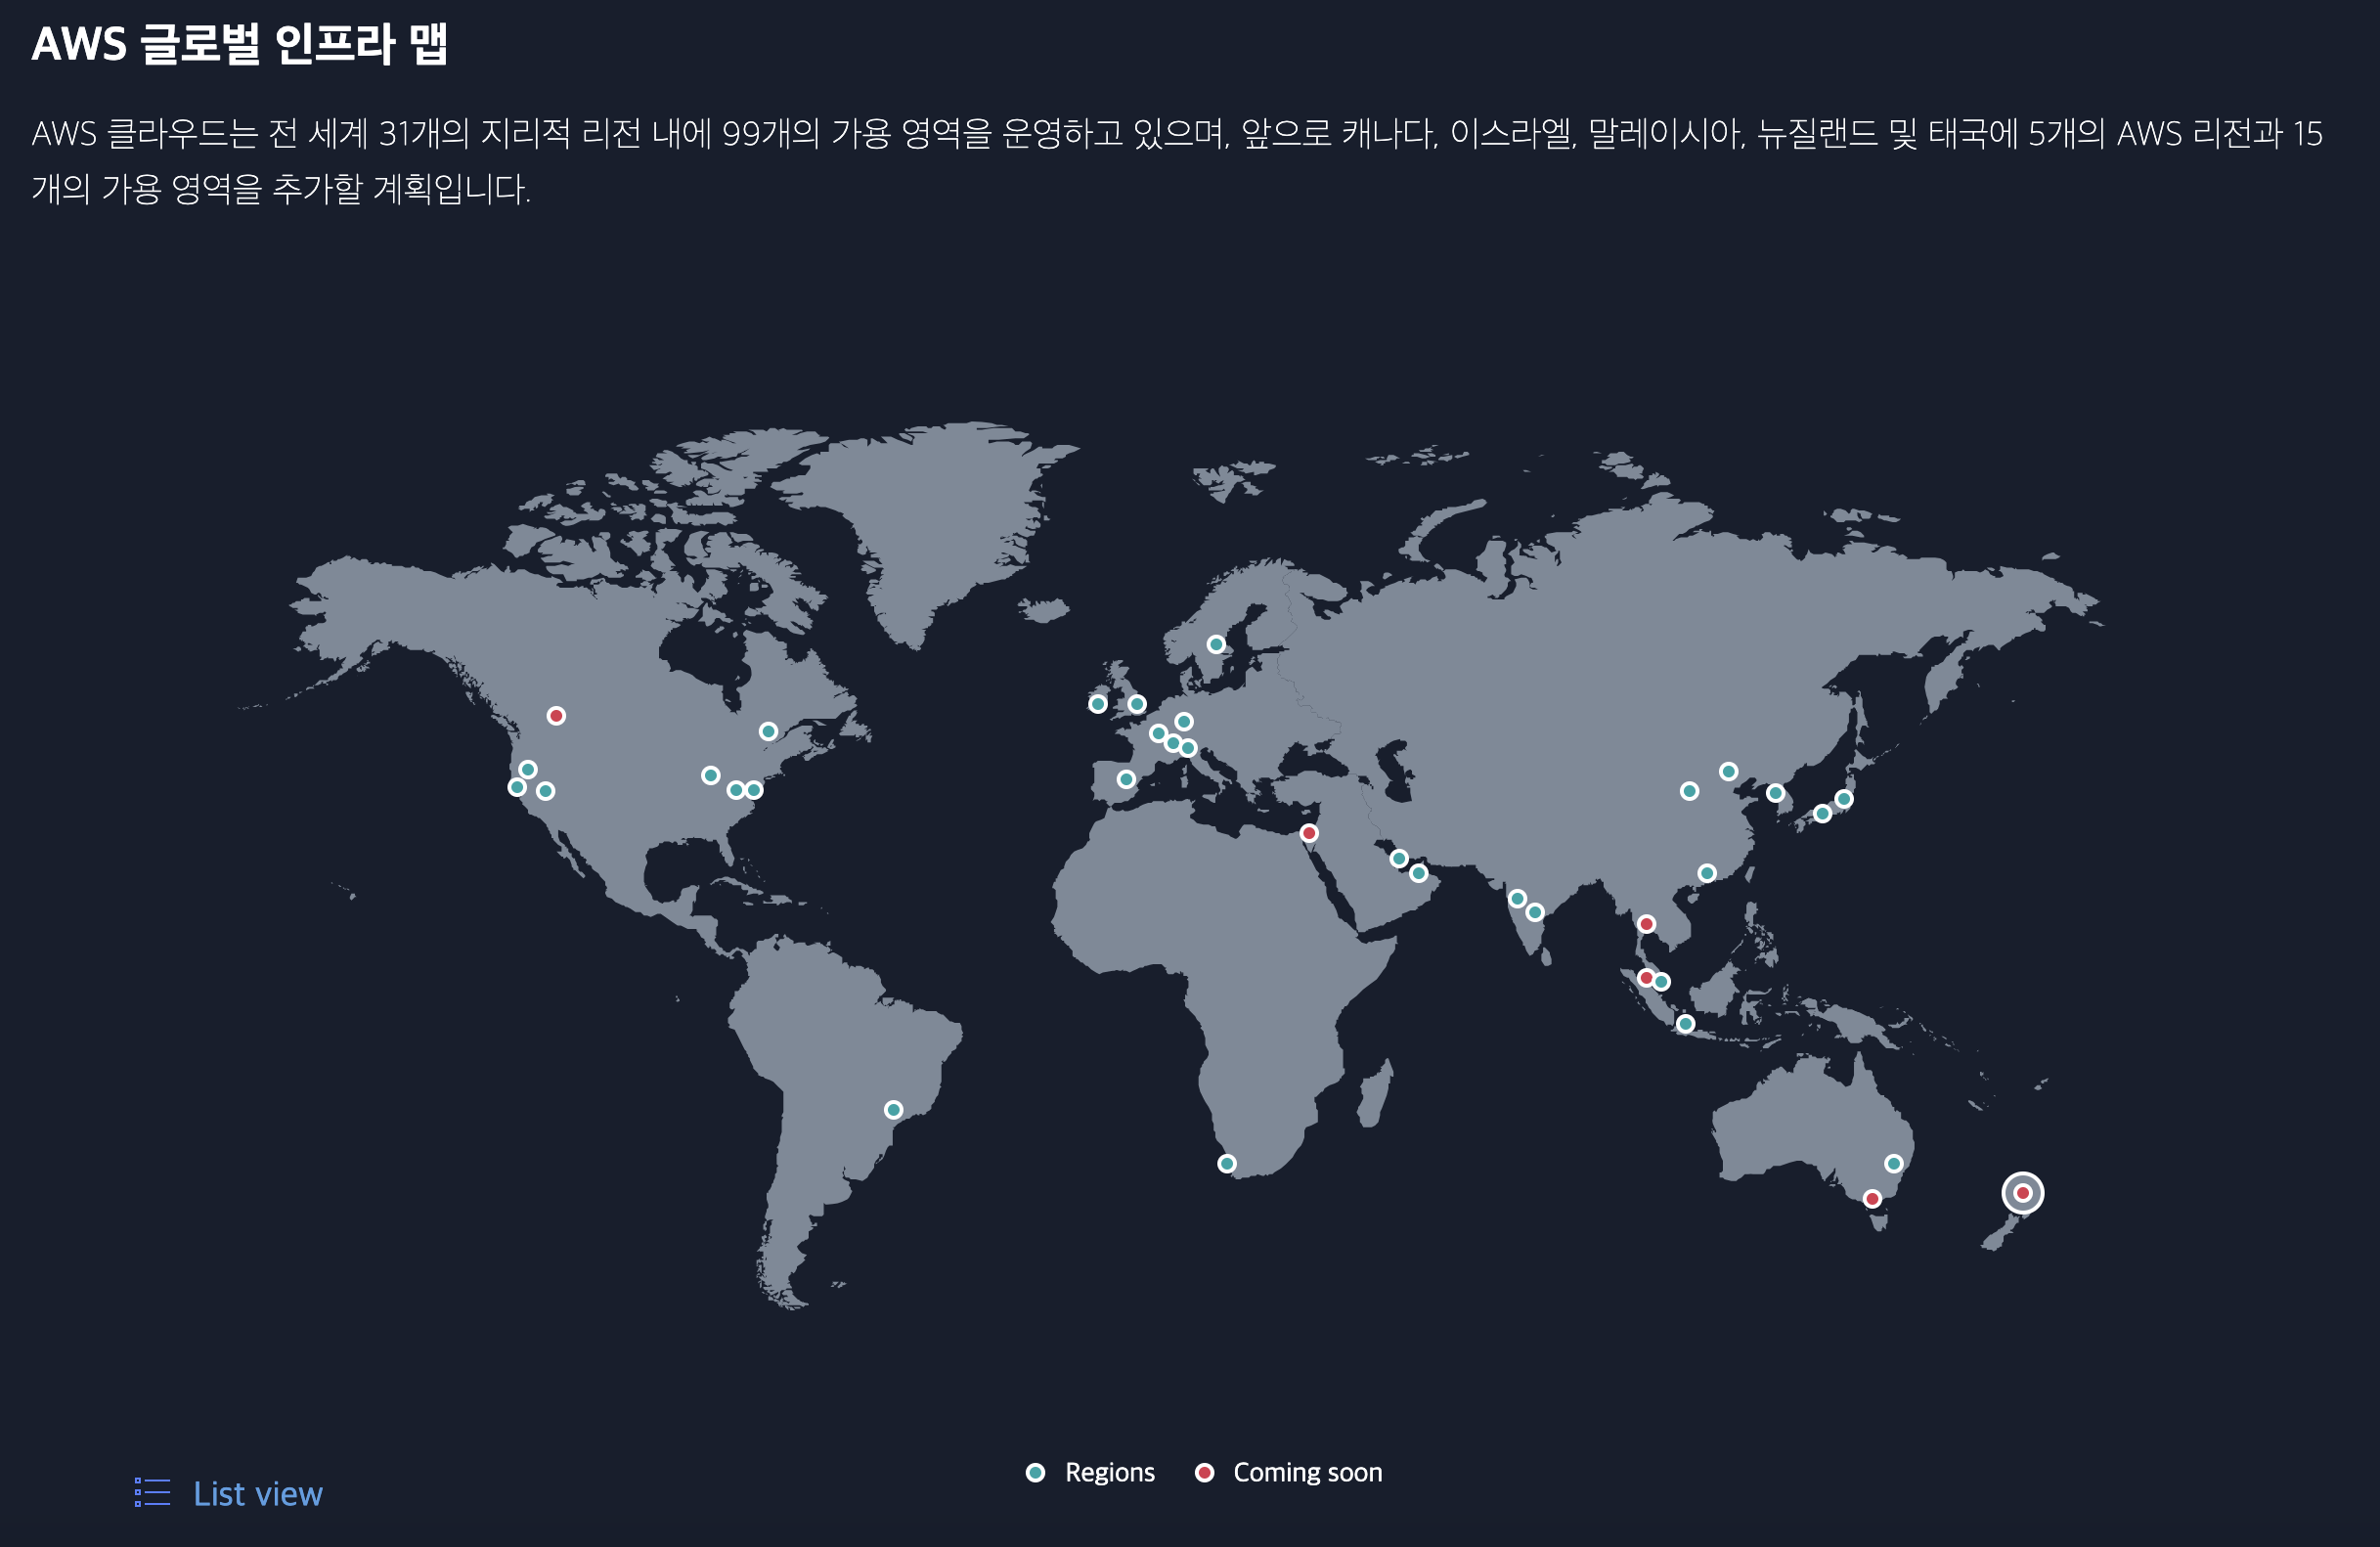 AWS 글로벌 인프라 맵
AWS 클라우드는 전 세계 31개의 지리적 리전 내에 99개의 가용 영역을 운영하고 있으며, 앞으로 캐나다, 이스라엘, 말레이시아, 뉴질랜드 및 태국에 5개의 AWS 리전과 15
개의 가용 영역을 추가할 계획입니다.
Regions
Coming soon
List view